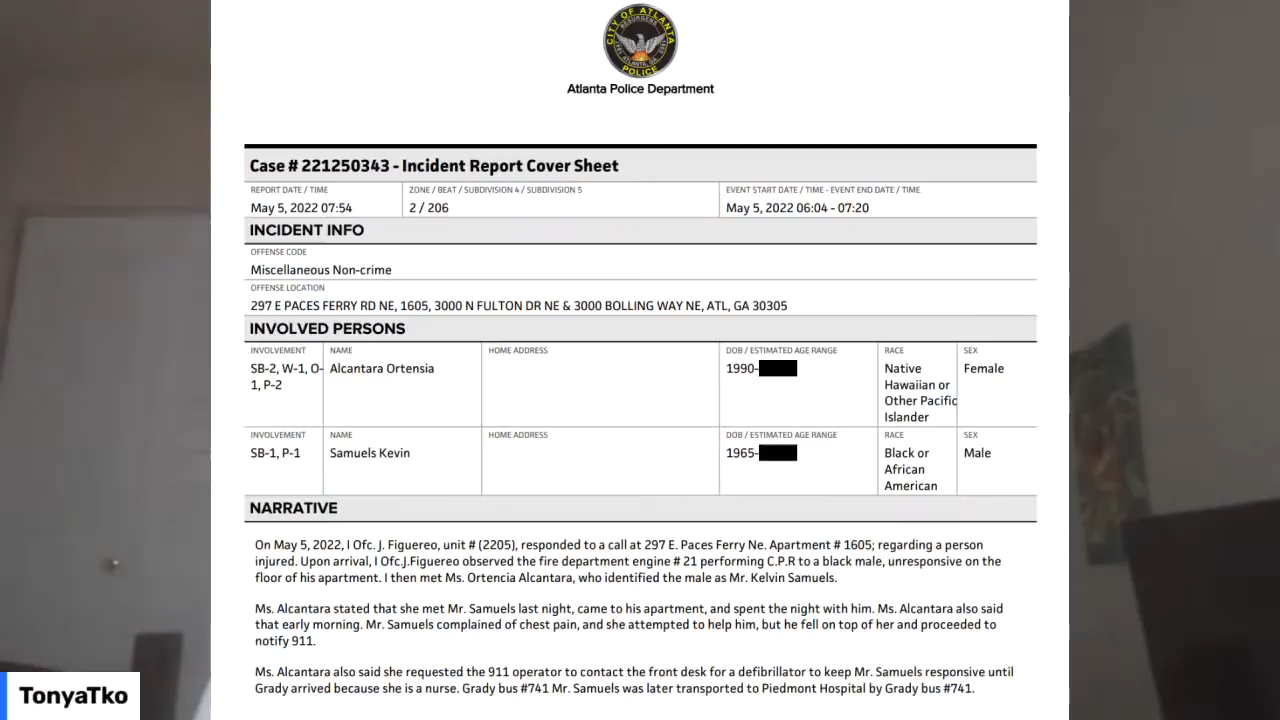 CITY OF ATLANTA
RESURGENS
ATLANTA, GA
POLICE
Atlanta Police Department
Case # 221250343 - Incident Report Cover Sheet
REPORT DATE / TIME ZONE / BEAT / SUBDIVISION 4 / SUBDIVISION 5 EVENT START DATE / TIME - EVENT END DATE / TIME
May 5, 2022 07:54 2 / 206 May 5, 2022 06:04 - 07:20
INCIDENT INFO
OFFENSE CODE
Miscellaneous Non-crime
OFFENSE LOCATION
297 E PACES FERRY RD NE, 1605, 3000 N FULTON DR NE & 3000 BOLLING WAY NE, ATL, GA 30305
INVOLVED PERSONS
INVOLVEMENT NAME HOME ADDRESS DOB / ESTIMATED AGE RANGE RACE SEX
SB-2, W-1, O- Alcantara Ortensia 1990- Native Female
1, P-2 Hawaiian or
Other Pacific
Islander
INVOLVEMENT NAME HOME ADDRESS DOB / ESTIMATED AGE RANGE RACE SEX
SB-1, P-1 Samuels Kevin 1965- Black or Male
African
American
NARRATIVE
On May 5, 2022, I Ofc. J. Figuereo, unit # (2205), responded to a call at 297 E. Paces Ferry Ne. Apartment # 1605; regarding a person
injured. Upon arrival, I Ofc.J.Figuereo observed the fire department engine # 21 performing C.P.R to a black male, unresponsive on the
floor of his apartment. I then met Ms. Ortencia Alcantara, who identified the male as Mr. Kelvin Samuels.
Ms. Alcantara stated that she met Mr. Samuels last night, came to his apartment, and spent the night with him. Ms. Alcantara also said
that early morning. Mr. Samuels complained of chest pain, and she attempted to help him, but he fell on top of her and proceeded to
notify 911.
Ms. Alcantara also said she requested the 911 operator to contact the front desk for a defibrillator to keep Mr. Samuels responsive until
Grady arrived because she is a nurse. Grady bus #741 Mr. Samuels was later transported to Piedmont Hospital by Grady bus #741.
TonyaTko